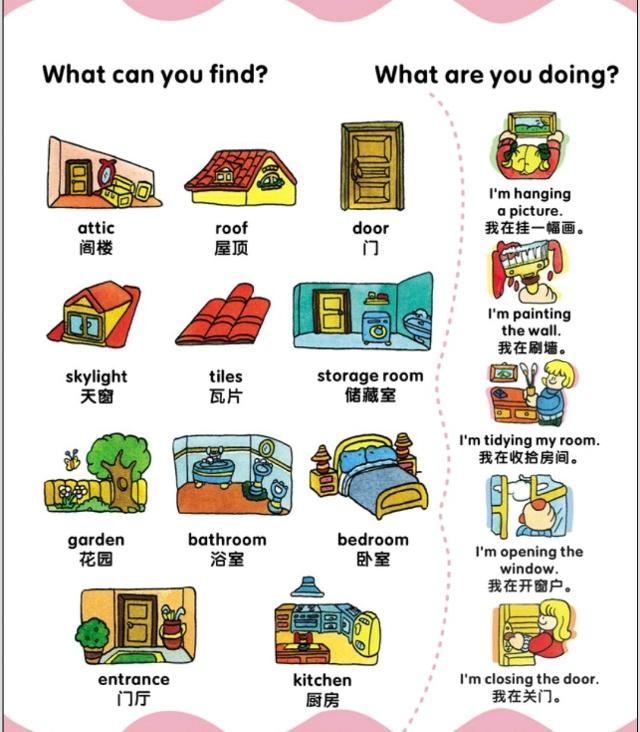 What can you find?
What are you doing?
attic
阁楼
roof
屋顶
door
门
skylight
天窗
tiles
瓦片
storage room
储藏室
garden
花园
bathroom
浴室
bedroom
卧室
entrance
门厅
kitchen
厨房
I'm hanging
a picture.
我在挂一幅画。
I'm painting
the wall.
我在刷墙。
I'm tidying my room.
我在收拾房间。
I'm opening the
window.
我在开窗户。
I'm closing the door.
我在关门。